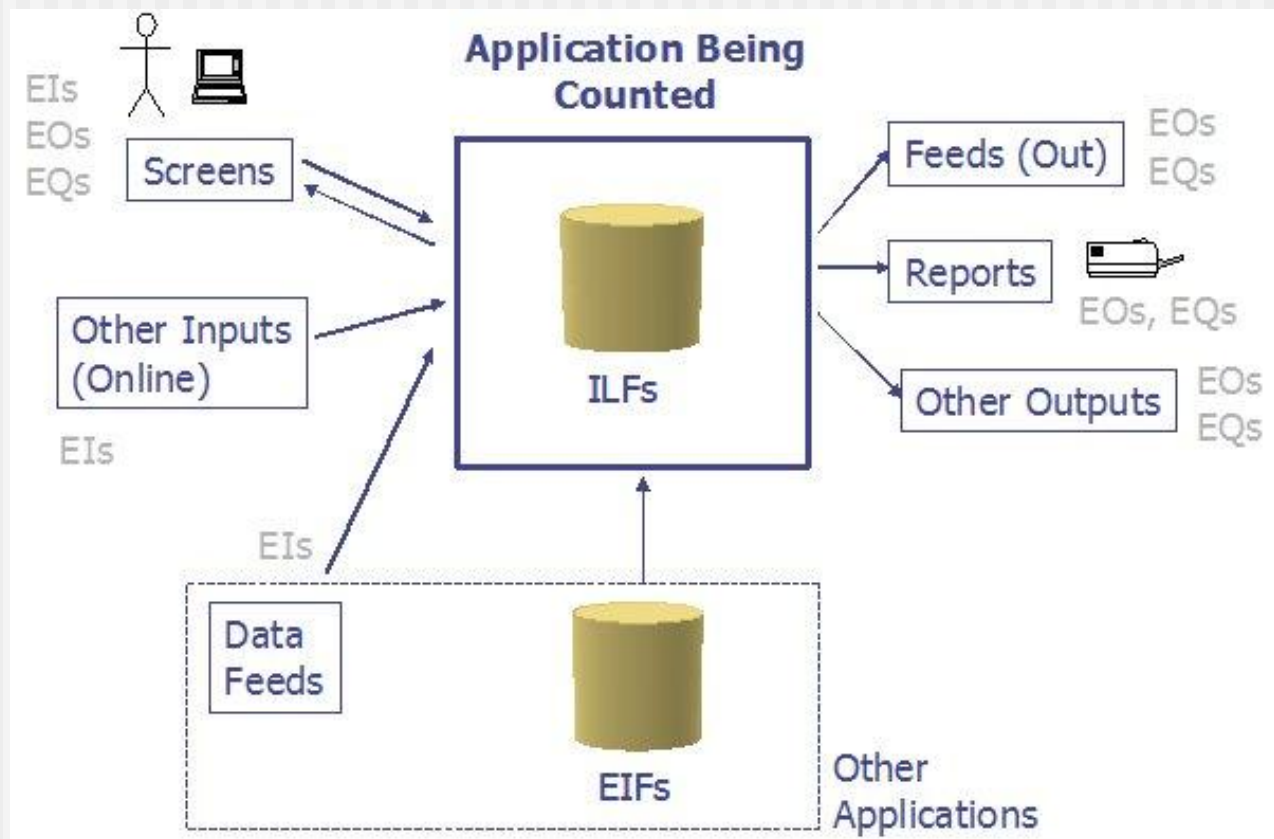 Application Being
Counted
EIs
EOs
EQs
Screens
Other Inputs
(Online)
EIs
EIs
ILFs
Feeds (Out)
EOs
EQs
Reports
EOs, EQs
Other Outputs
EOs
EQs
Data
Feeds
EIFs
Other
Applications